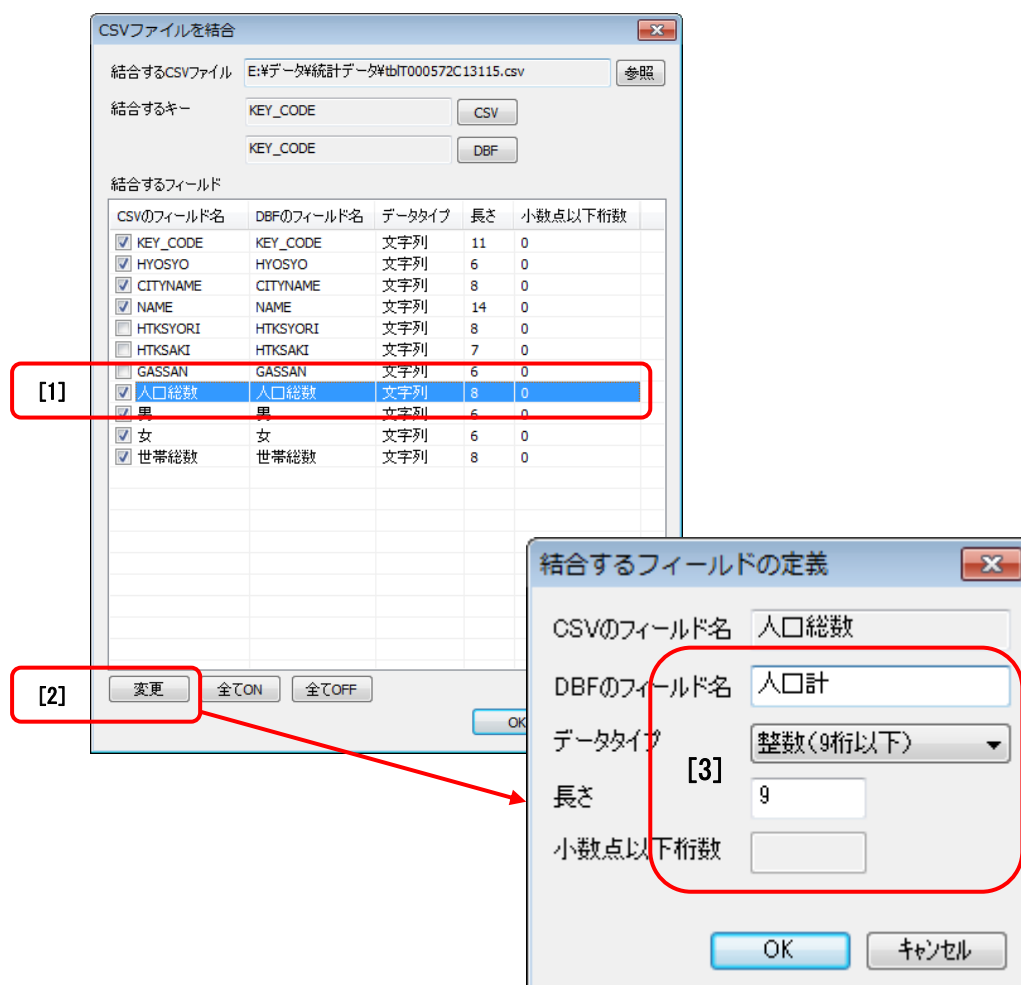 CSVファイルを結合
結合するCSVファイル E:¥データ¥統計データ¥tblT000572C13115.csv 参照
結合するキー KEY_CODE CSV
KEY_CODE DBF
結合するフィールド
CSVのフィールド名 DBFのフィールド名 データタイプ 長さ 小数点以下桁数
KEY_CODE KEY_CODE 文字列 11 0
HYOSYO HYOSYO 文字列 6 0
CITYNAME CITYNAME 文字列 8 0
NAME NAME 文字列 14 0
HTKSYORI HTKSYORI 文字列 8 0
HTKSAKI HTKSAKI 文字列 7 0
GASSAN GASSAN 文字列 6 0
[1] 人口総数 人口総数 文字列 8 0
男 男 文字列 6 0
女 女 文字列 6 0
世帯総数 世帯総数 文字列 8 0
[2] 変更 全てON 全てOFF
OK
結合するフィールドの定義
CSVのフィールド名 人口総数
DBFのフィールド名 人口計
データタイプ 整数(9桁以下)
[3]
長さ 9
小数点以下桁数
OK キャンセル